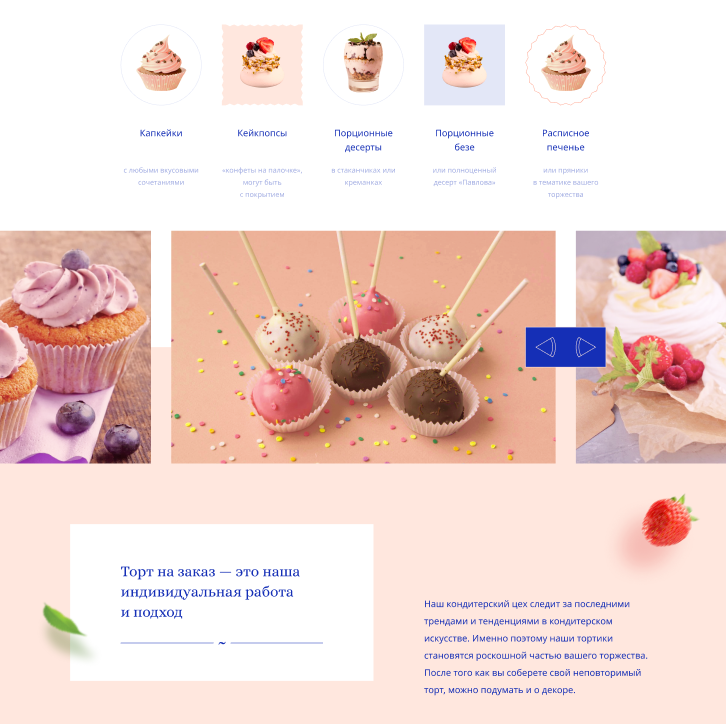 Капкейки
с любыми вкусовыми
сочетаниями
Кейкпопсы
«конфеты на палочке»,
могут быть
с покрытием
Порционные
десерты
в стаканчиках или
креманках
Порционные
безе
или полноценный
десерт «Павлова»
Расписное
печенье
или пряники
в тематике вашего
торжества
Торт на заказ — это наша
индивидуальная работа
и подход
Наш кондитерский цех следит за последними
трендами и тенденциями в кондитерском
искусстве. Именно поэтому наши тортики
становятся роскошной частью вашего торжества.
После того как вы соберете свой неповторимый
торт, можно подумать и о декоре.